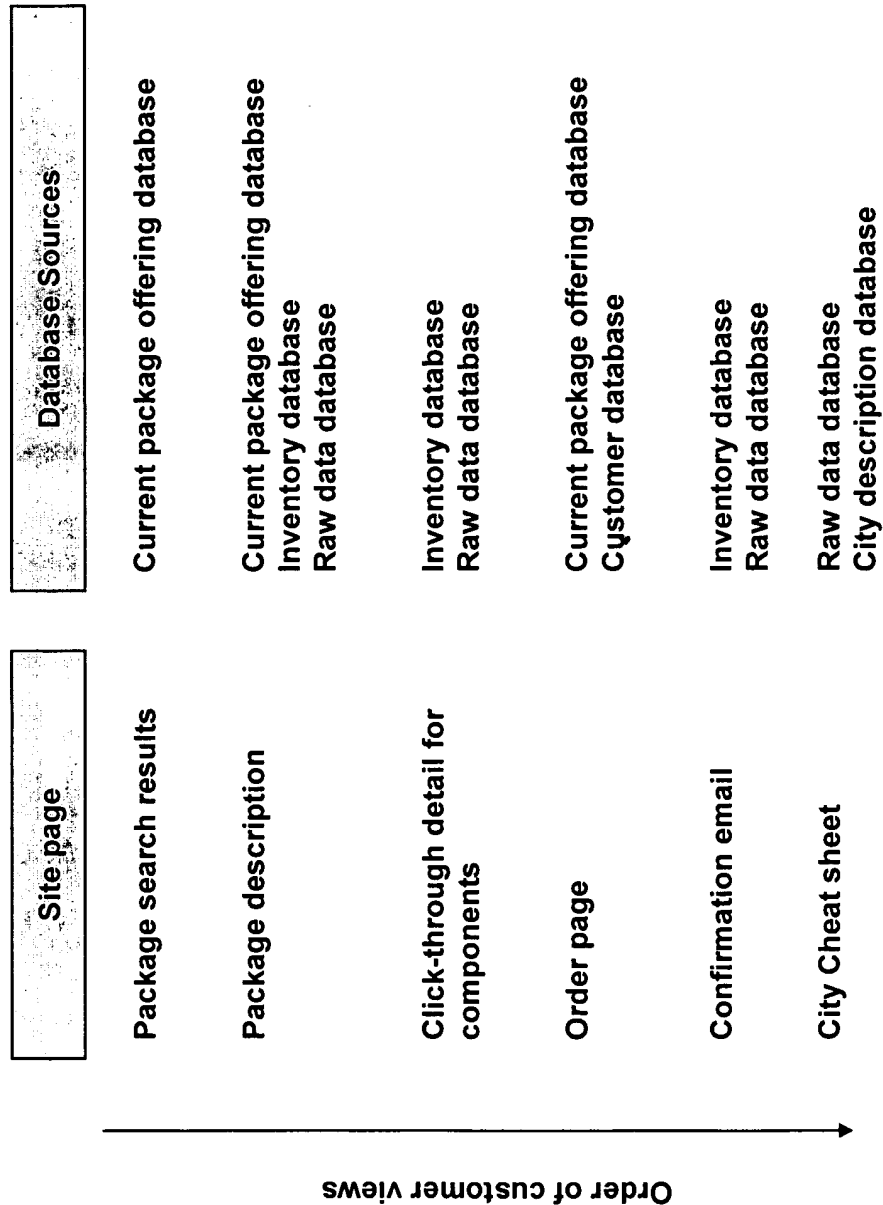 Site page
Database Sources
Package search results
Current package offering database
Package description
Current package offering database
Inventory database
Raw data database
Click-through detail for
components
Inventory database
Raw data database
Order page
Current package offering database
Customer database
Confirmation email
Inventory database
Raw data database
City Cheat sheet
Raw data database
City description database
Order of customer views